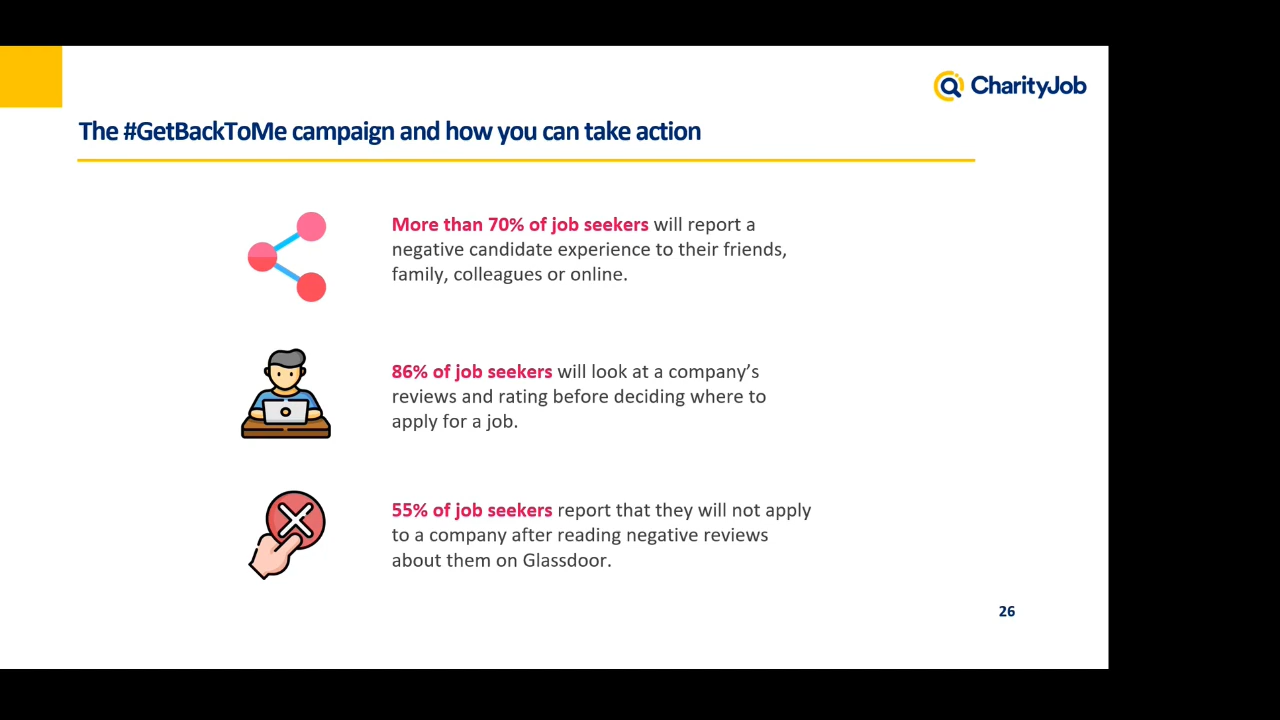 CharityJob
The #GetBackToMe campaign and how you can take action
More than 70% of job seekers will report a
negative candidate experience to their friends,
family, colleagues or online.
86% of job seekers will look at a company’s
reviews and rating before deciding where to
apply for a job.
55% of job seekers report that they will not apply
to a company after reading negative reviews
about them on Glassdoor.
26